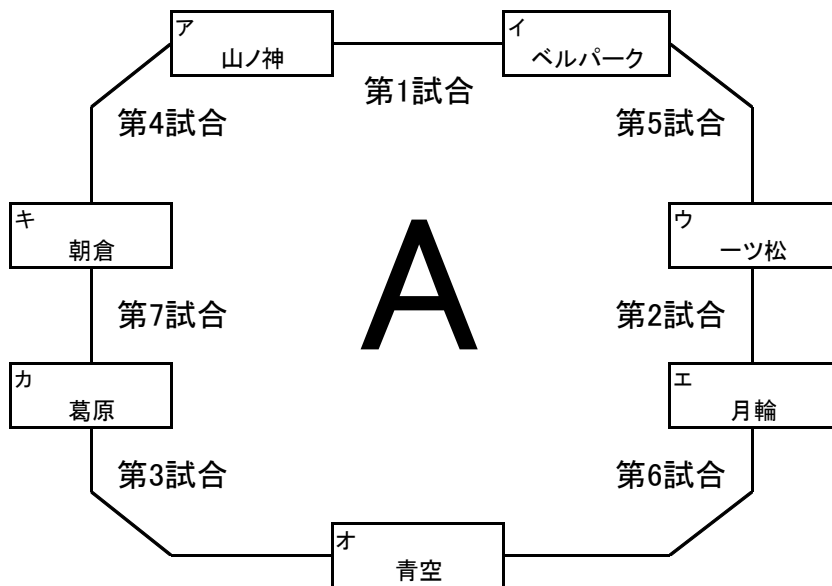 ア
山ノ神
イ
ベルパーク
第1試合
第4試合
第5試合
キ
朝倉
A
ウ
一ツ松
第7試合
第2試合
カ
葛原
エ
月輪
第3試合
第6試合
オ
青空